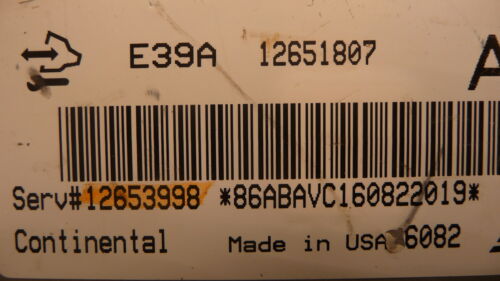 E39A 12651807 A
Serv#12653998 *86ABAVC160822019*
Continental Made in USA 6082